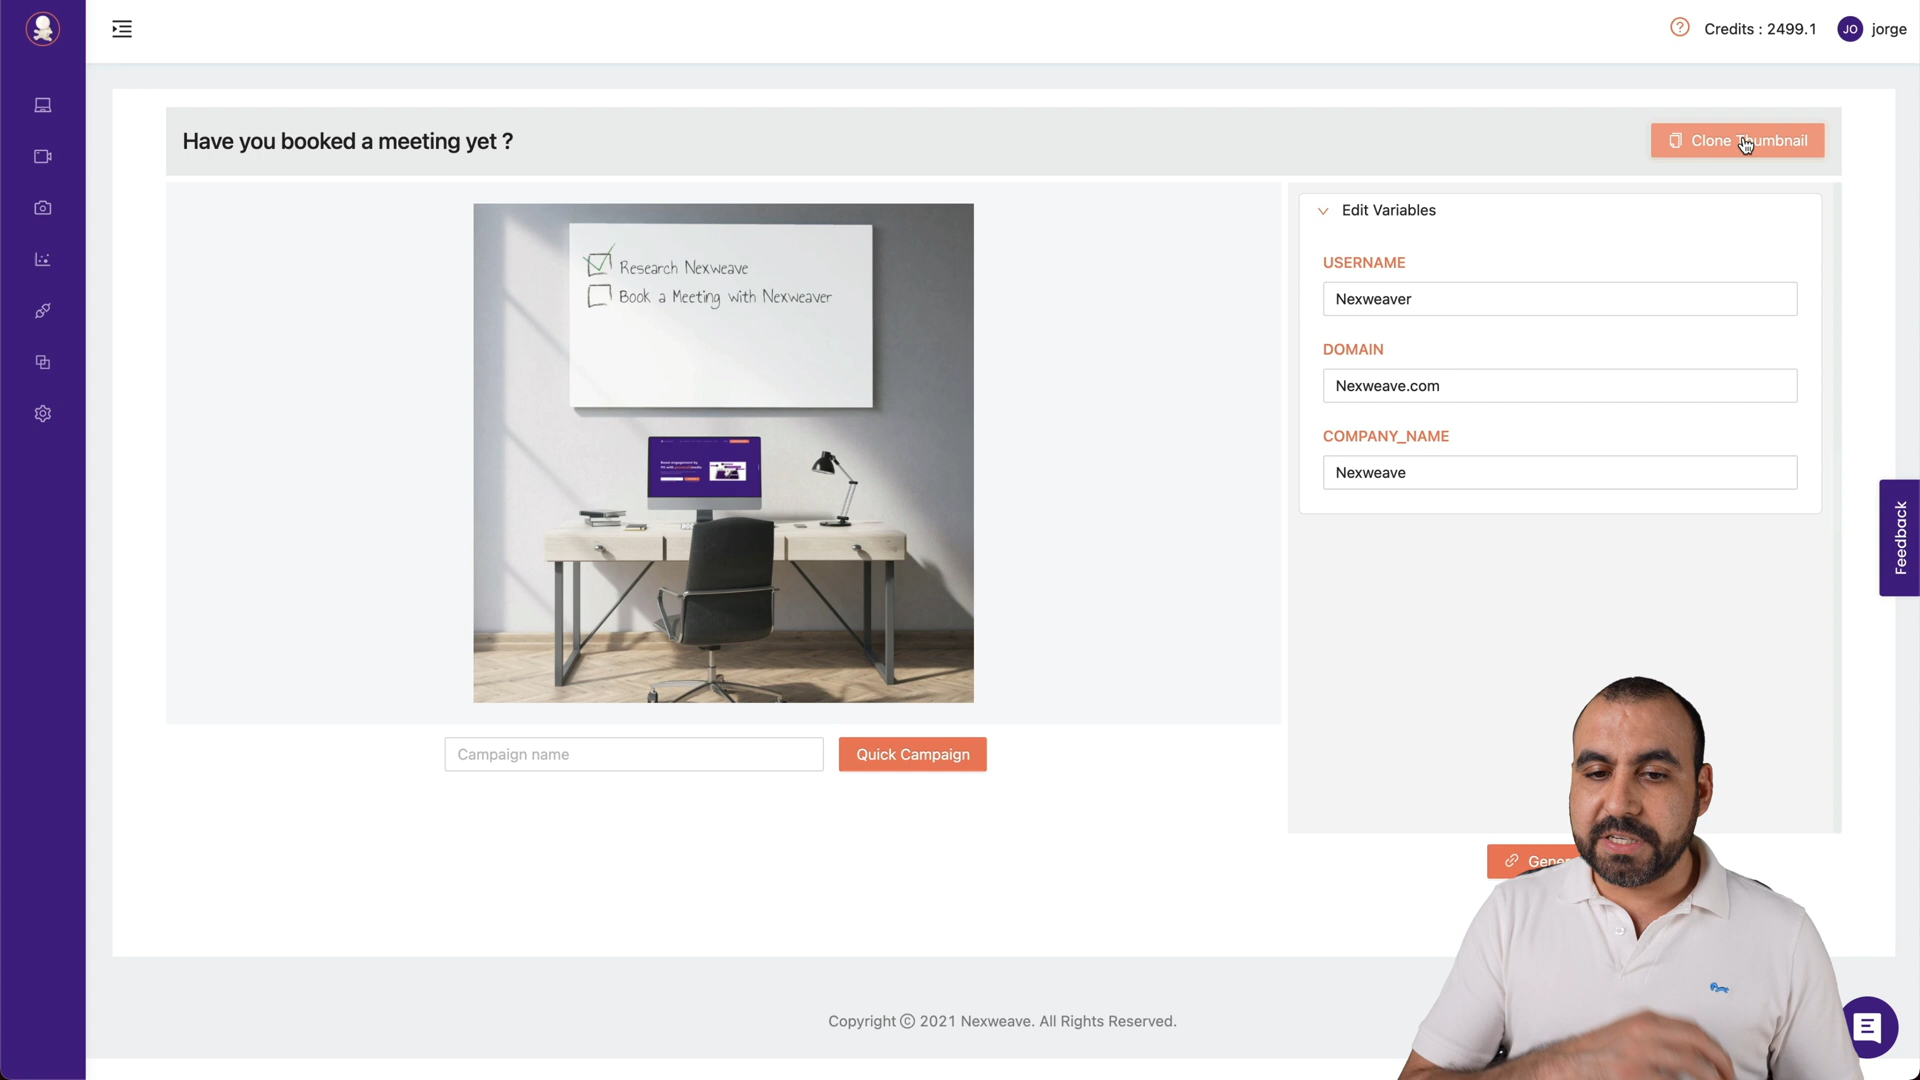 Credits : 2499.1
JO
jorge
Have you booked a meeting yet ?
Clone Thumbnail
Research Nexweave
Book a Meeting with Nexweaver
Edit Variables
USERNAME
Nexweaver
DOMAIN
Nexweave.com
COMPANY_NAME
Nexweave
Feedback
Campaign name
Quick Campaign
Copyright © 2021 Nexweave. All Rights Reserved.